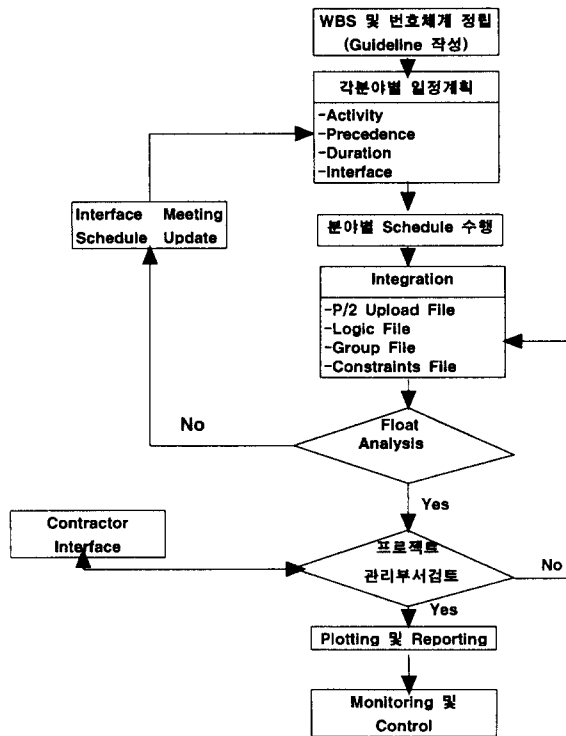 WBS 및 번호체계 정립
(Guideline 작성)
각분야별 일정계획
-Activity
-Precedence
-Duration
-Interface
Interface Meeting
Schedule Update
분야별 Schedule 수행
Integration
-P/2 Upload File
-Logic File
-Group File
-Constraints File
No
Float
Analysis
Yes
Contractor
Interface
프로젝트
관리부서검토
No
Yes
Plotting 및 Reporting
Monitoring 및
Control